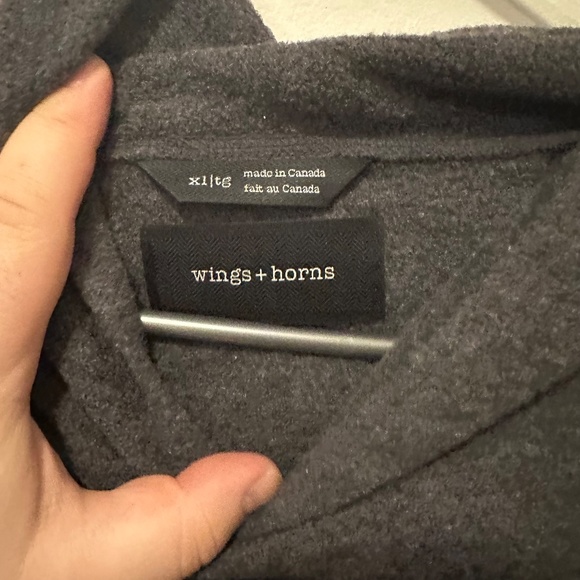 xl|tg
made in Canada
fait au Canada
wings+horns